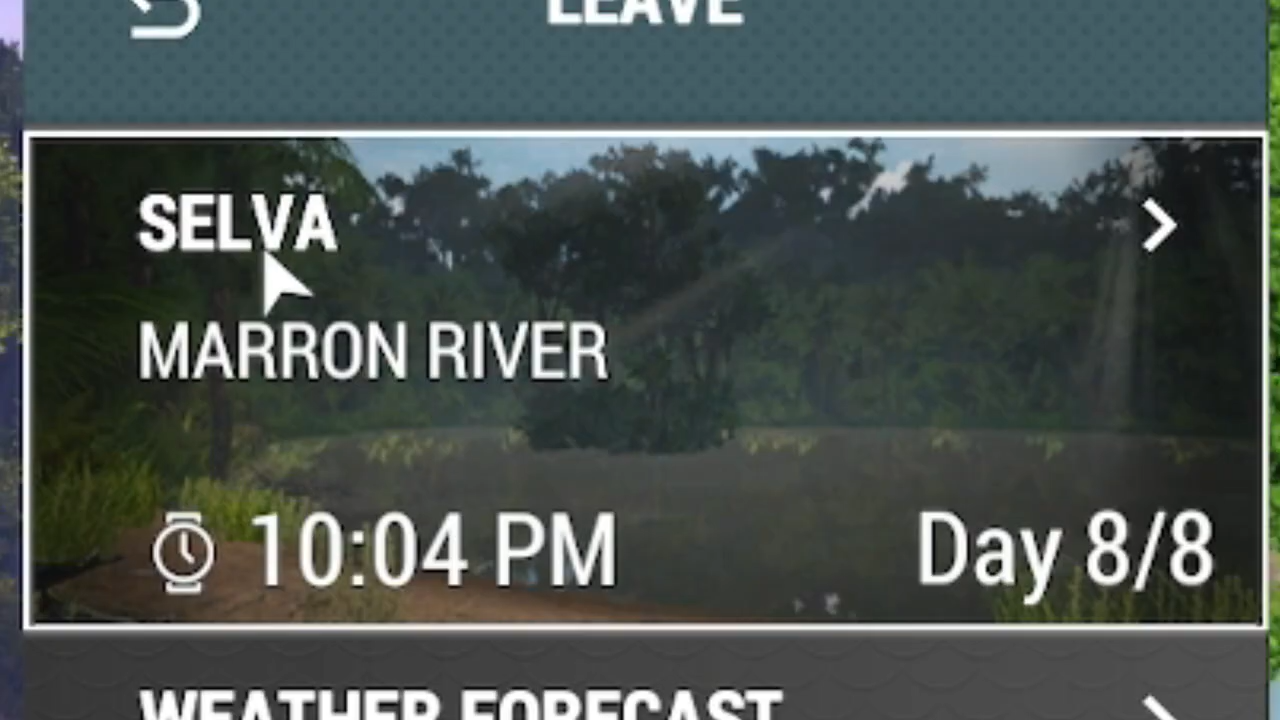 LEAVE
SELVA
MARRON RIVER
10:04 PM Day 8/8
WEATHER FORECAST